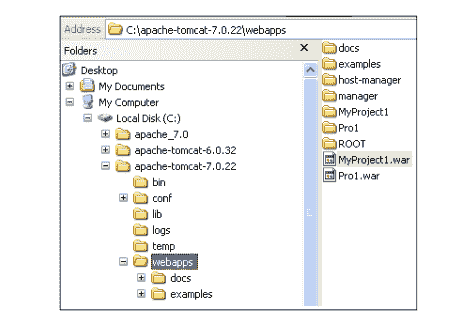 Address C:\apache-tomcat-7.0.22\webapps
Folders
Desktop
My Documents
My Computer
Local Disk (C:)
apache_7.0
apache-tomcat-6.0.32
apache-tomcat-7.0.22
bin
conf
lib
logs
temp
webapps
docs
examples
docs
examples
host-manager
manager
MyProject1
Pro1
ROOT
MyProject1.war
Pro1.war